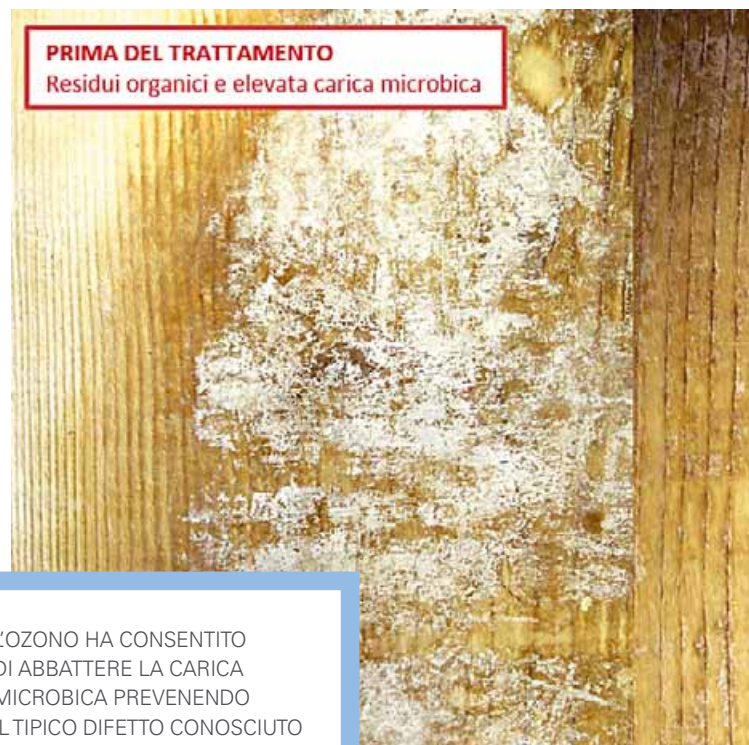 PRIMA DEL TRATTAMENTO
Residui organici e elevata carica microbica
L'OZONO HA CONSENTITO
DI ABBATTERE LA CARICA
MICROBICA PREVENENDO
IL TIPICO DIFETTO CONOSCIUTO